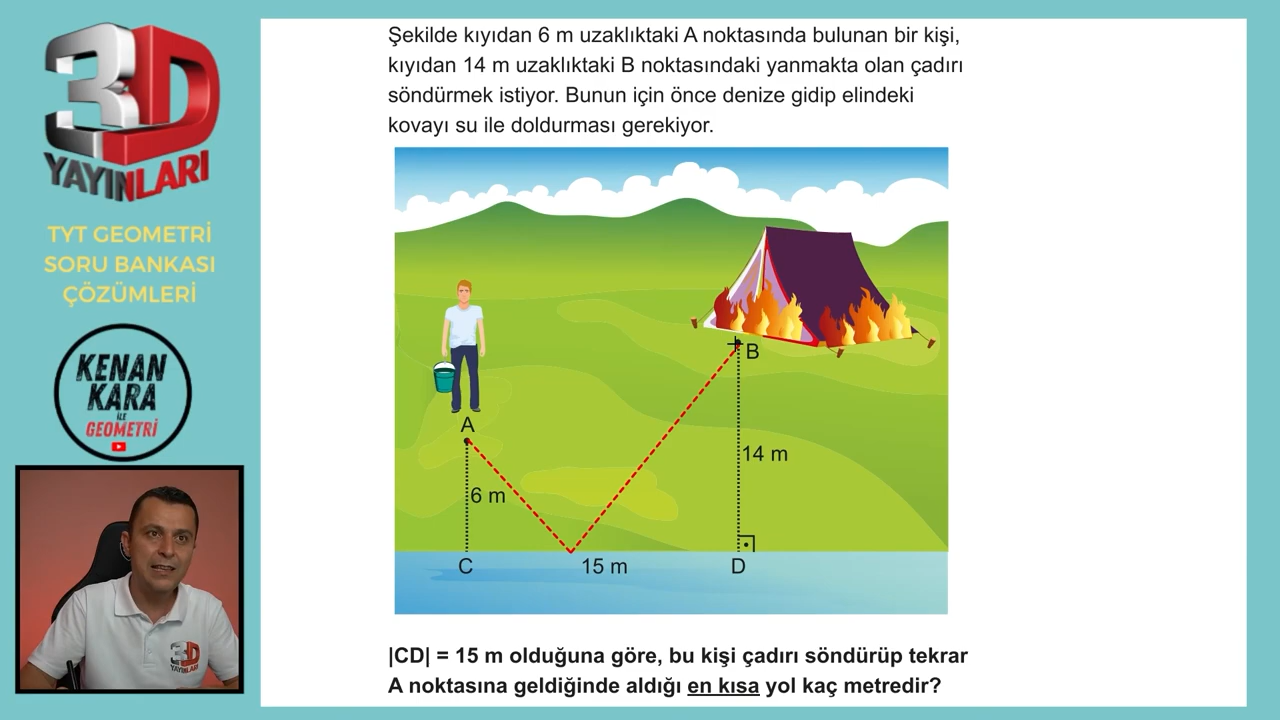 3D
YAYINLARI
TYT GEOMETRİ
SORU BANKASI
ÇÖZÜMLERİ
KENAN
KARA
İLE
GEOMETRİ
3D
YAYINLARI
Şekilde kıyıdan 6 m uzaklıktaki A noktasında bulunan bir kişi,
kıyıdan 14 m uzaklıktaki B noktasındaki yanmakta olan çadırı
söndürmek istiyor. Bunun için önce denize gidip elindeki
kovayı su ile doldurması gerekiyor.
B
A
14 m
6 m
C
15 m
D
|CD| = 15 m olduğuna göre, bu kişi çadırı söndürüp tekrar
A noktasına geldiğinde aldığı en kısa yol kaç metredir?